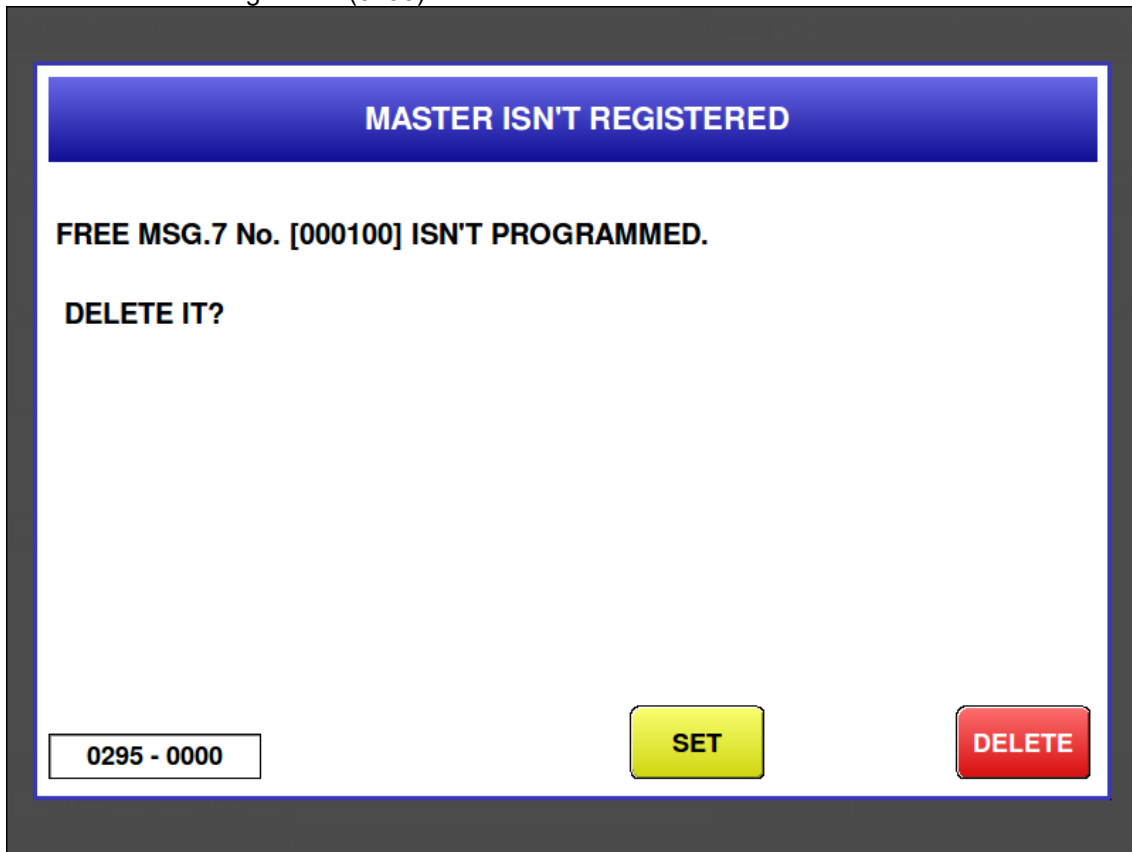 MASTER ISN'T REGISTERED
FREE MSG.7 No. [000100] ISN'T PROGRAMMED.
DELETE IT?
0295 - 0000
SET
DELETE